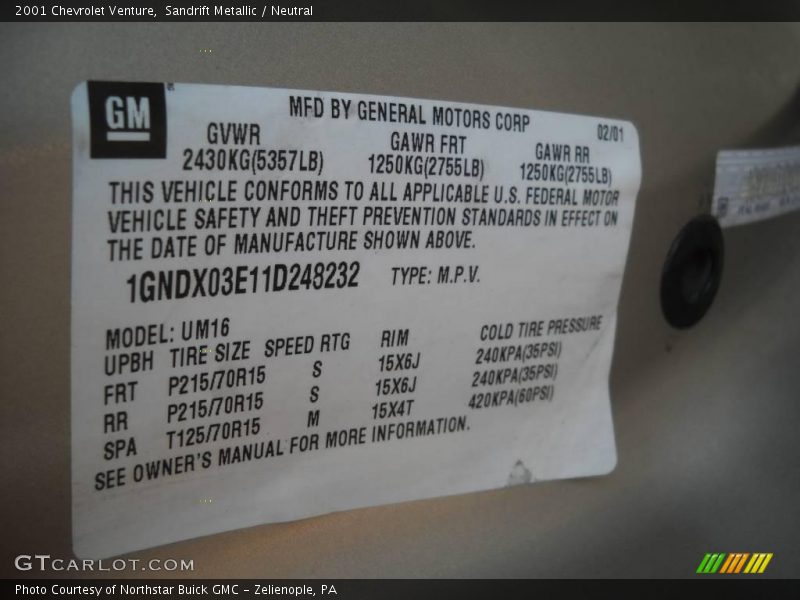 2001 Chevrolet Venture, Sandrift Metallic / Neutral
GM
MFD BY GENERAL MOTORS CORP
02/01
GVWR GAWR FRT GAWR RR
2430KG(5357LB) 1250KG(2755LB) 1250KG(2755LB)
THIS VEHICLE CONFORMS TO ALL APPLICABLE U.S. FEDERAL MOTOR
VEHICLE SAFETY AND THEFT PREVENTION STANDARDS IN EFFECT ON
THE DATE OF MANUFACTURE SHOWN ABOVE.
1GNDX03E11D248232 TYPE: M.P.V.
MODEL: UM16
UPBH TIRE SIZE SPEED RTG RIM COLD TIRE PRESSURE
FRT P215/70R15 S 15X6J 240KPA(35PSI)
RR P215/70R15 S 15X6J 240KPA(35PSI)
SPA T125/70R15 M 15X4T 420KPA(60PSI)
SEE OWNER'S MANUAL FOR MORE INFORMATION.
GTCARLOT.COM
Photo Courtesy of Northstar Buick GMC - Zelienople, PA